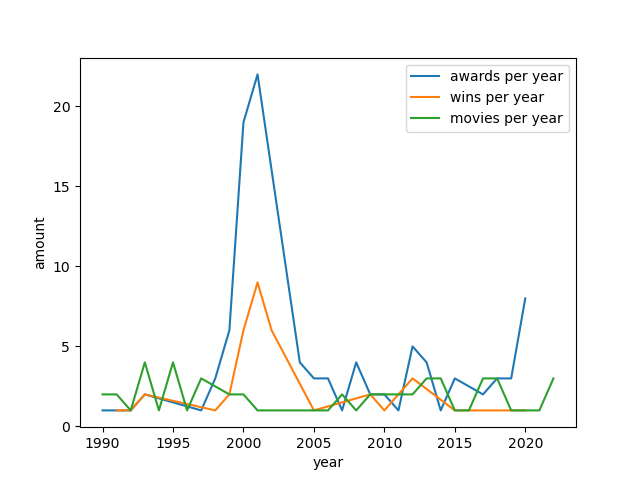 awards per year
wins per year
movies per year
amount
20
15
10
5
0
1990 1995 2000 2005 2010 2015 2020
year